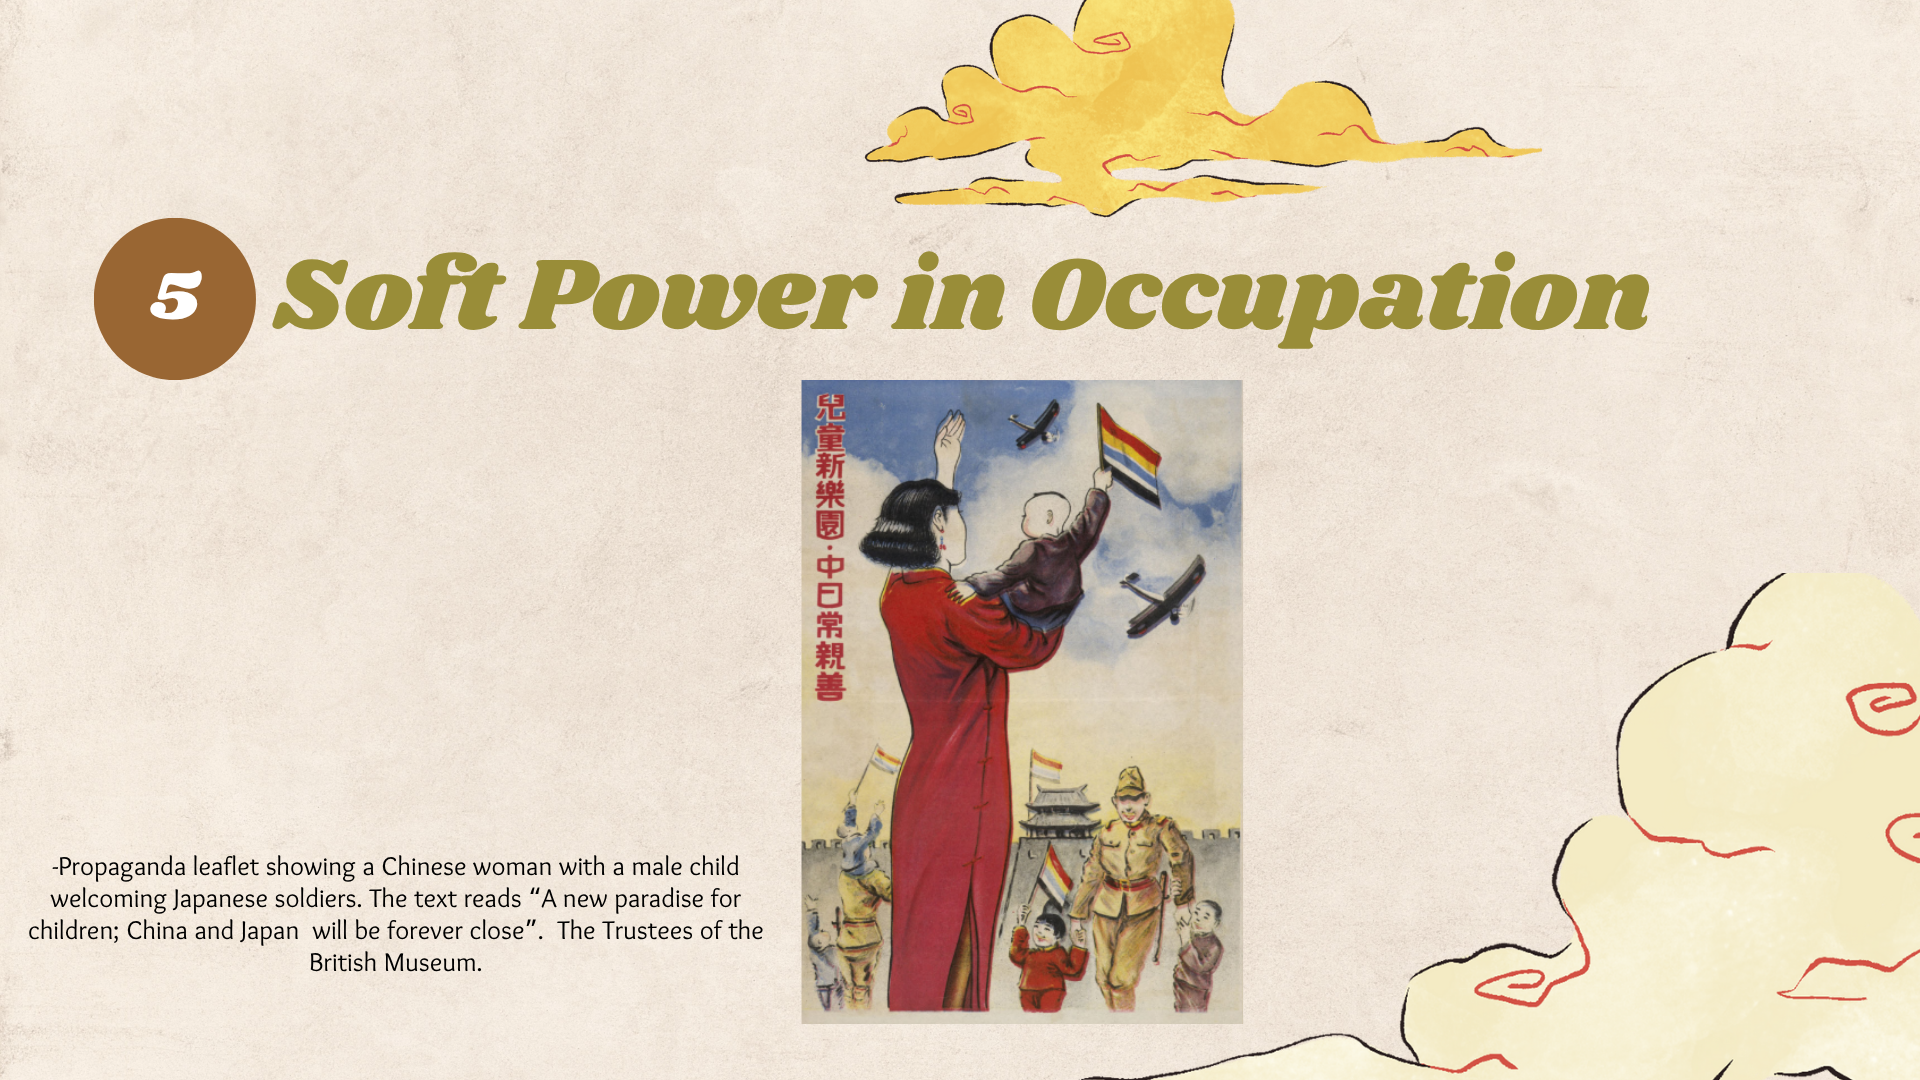 5
Soft Power in Occupation
兒童新樂園·中日常親善
-Propaganda leaflet showing a Chinese woman with a male child
welcoming Japanese soldiers. The text reads “A new paradise for
children; China and Japan  will be forever close”.  The Trustees of the
British Museum.